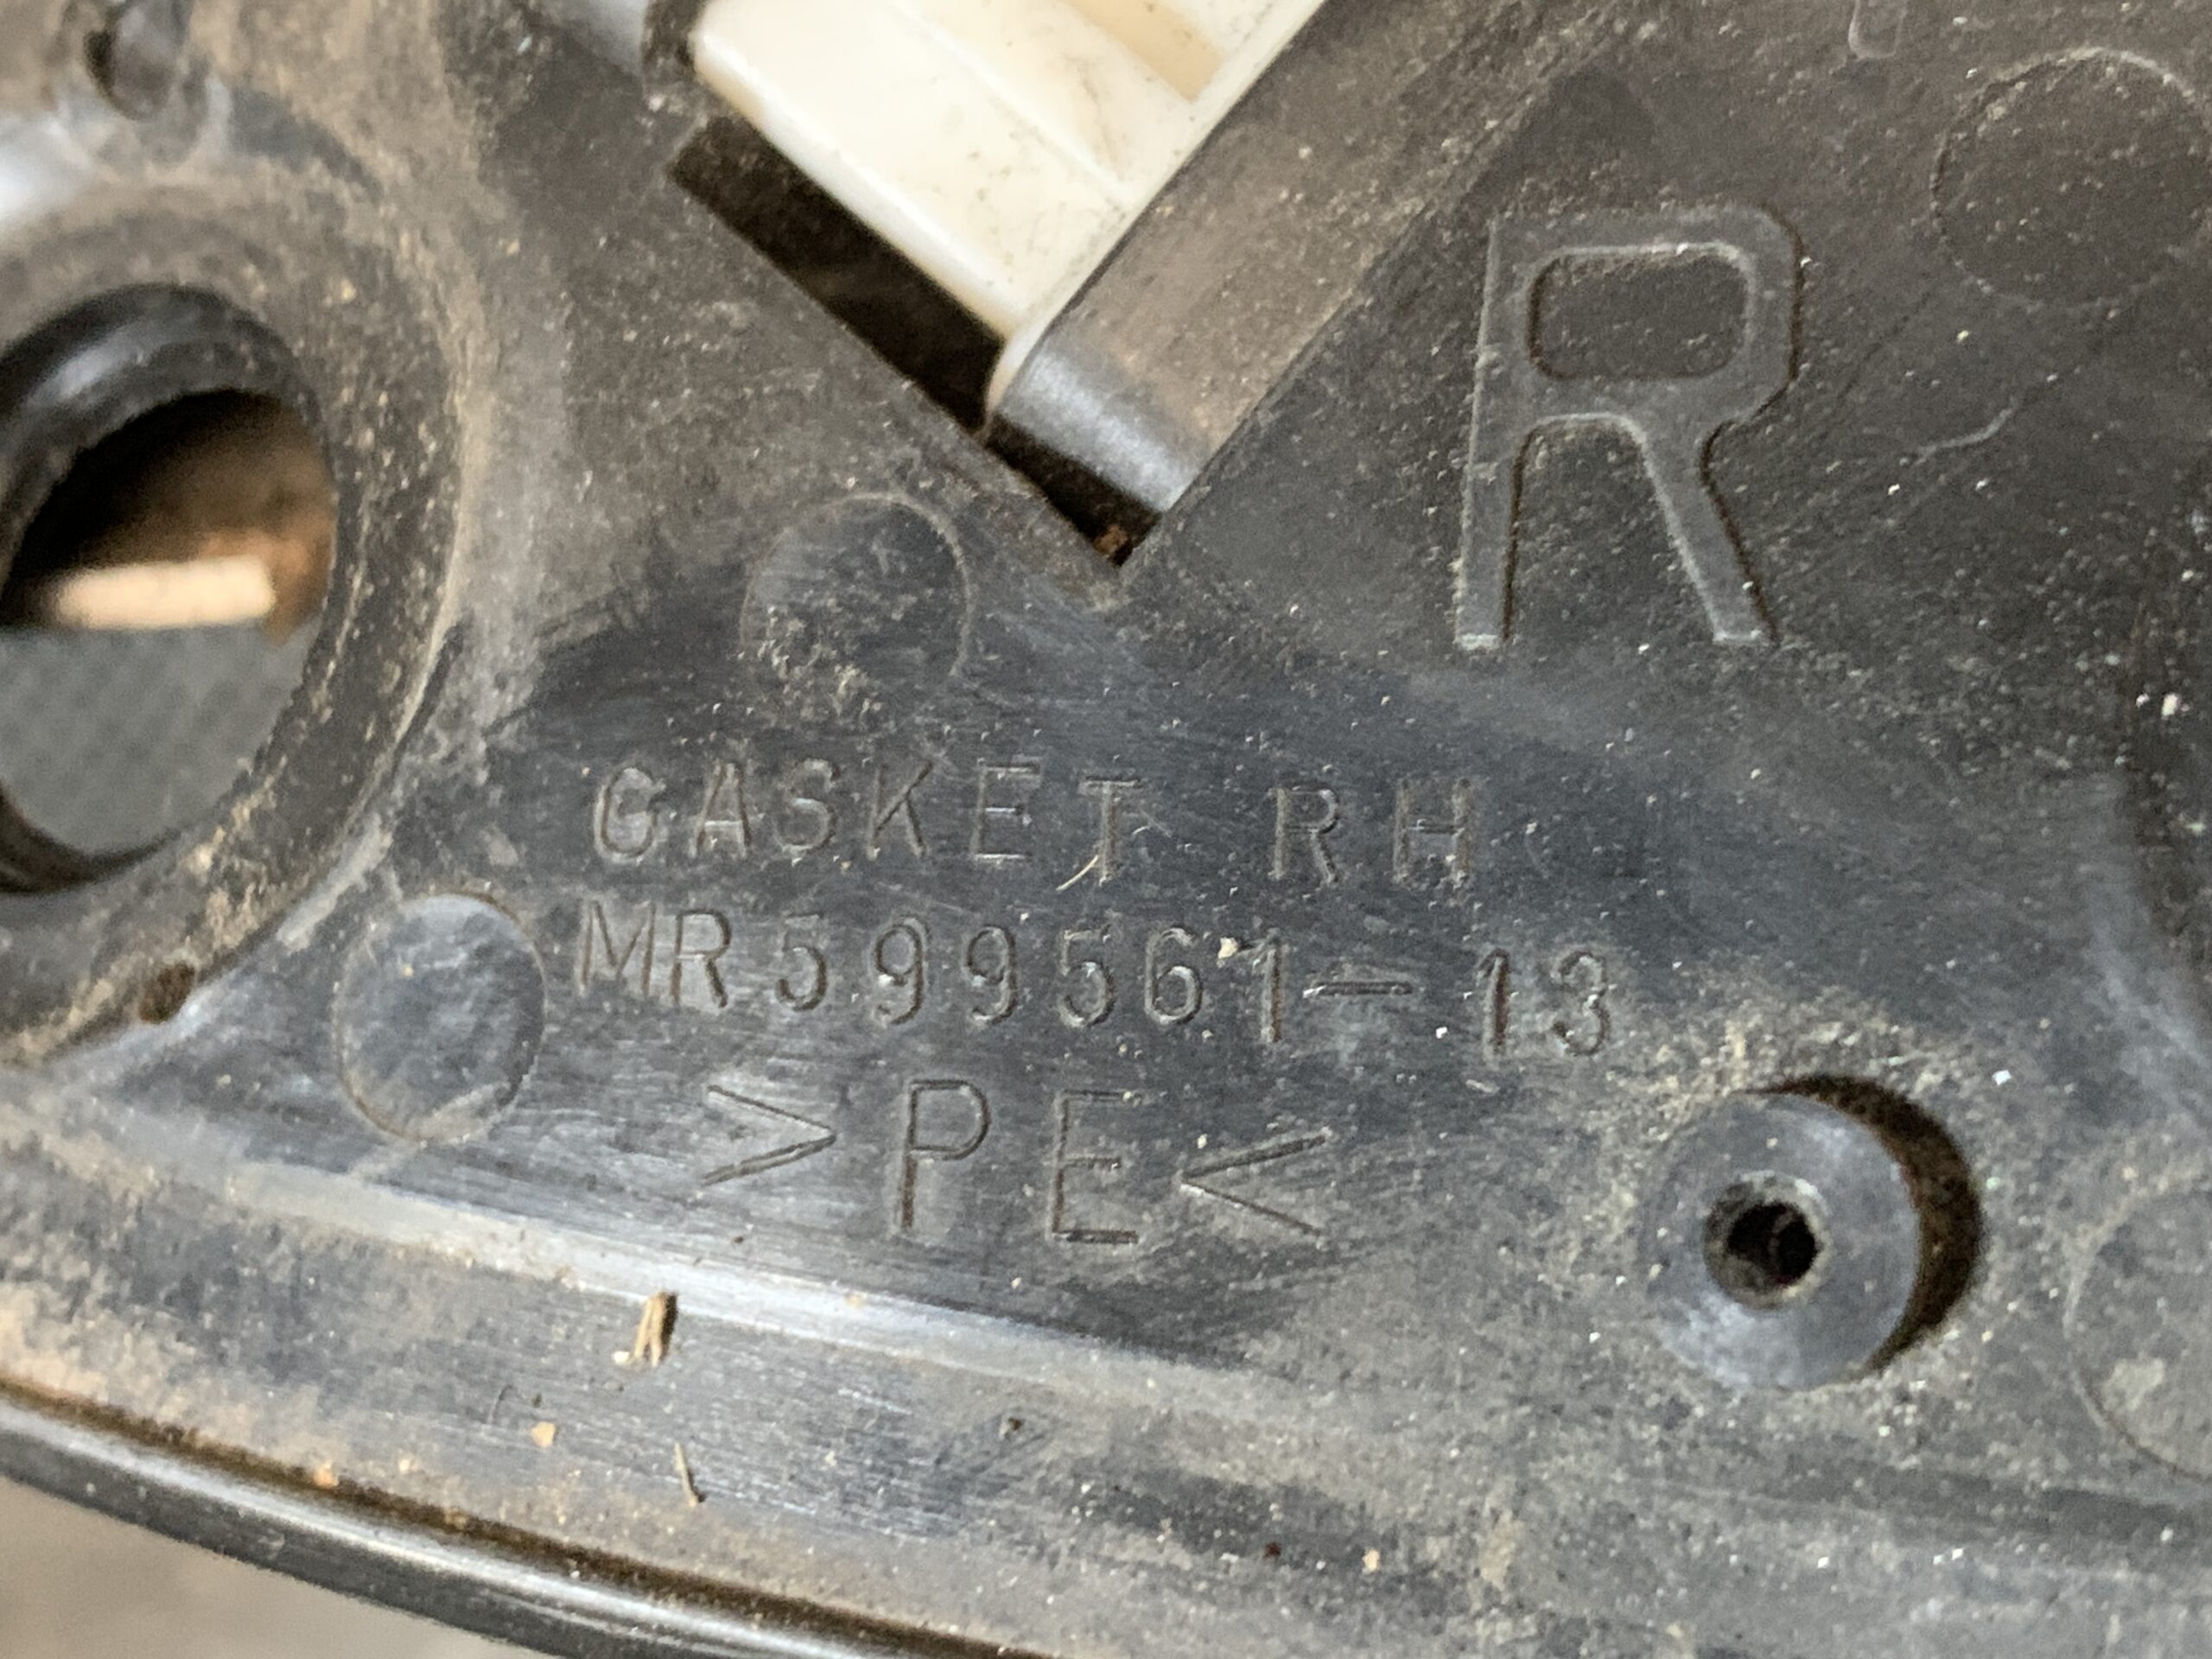 R
GASKET RH
MR599561-13
>PE<